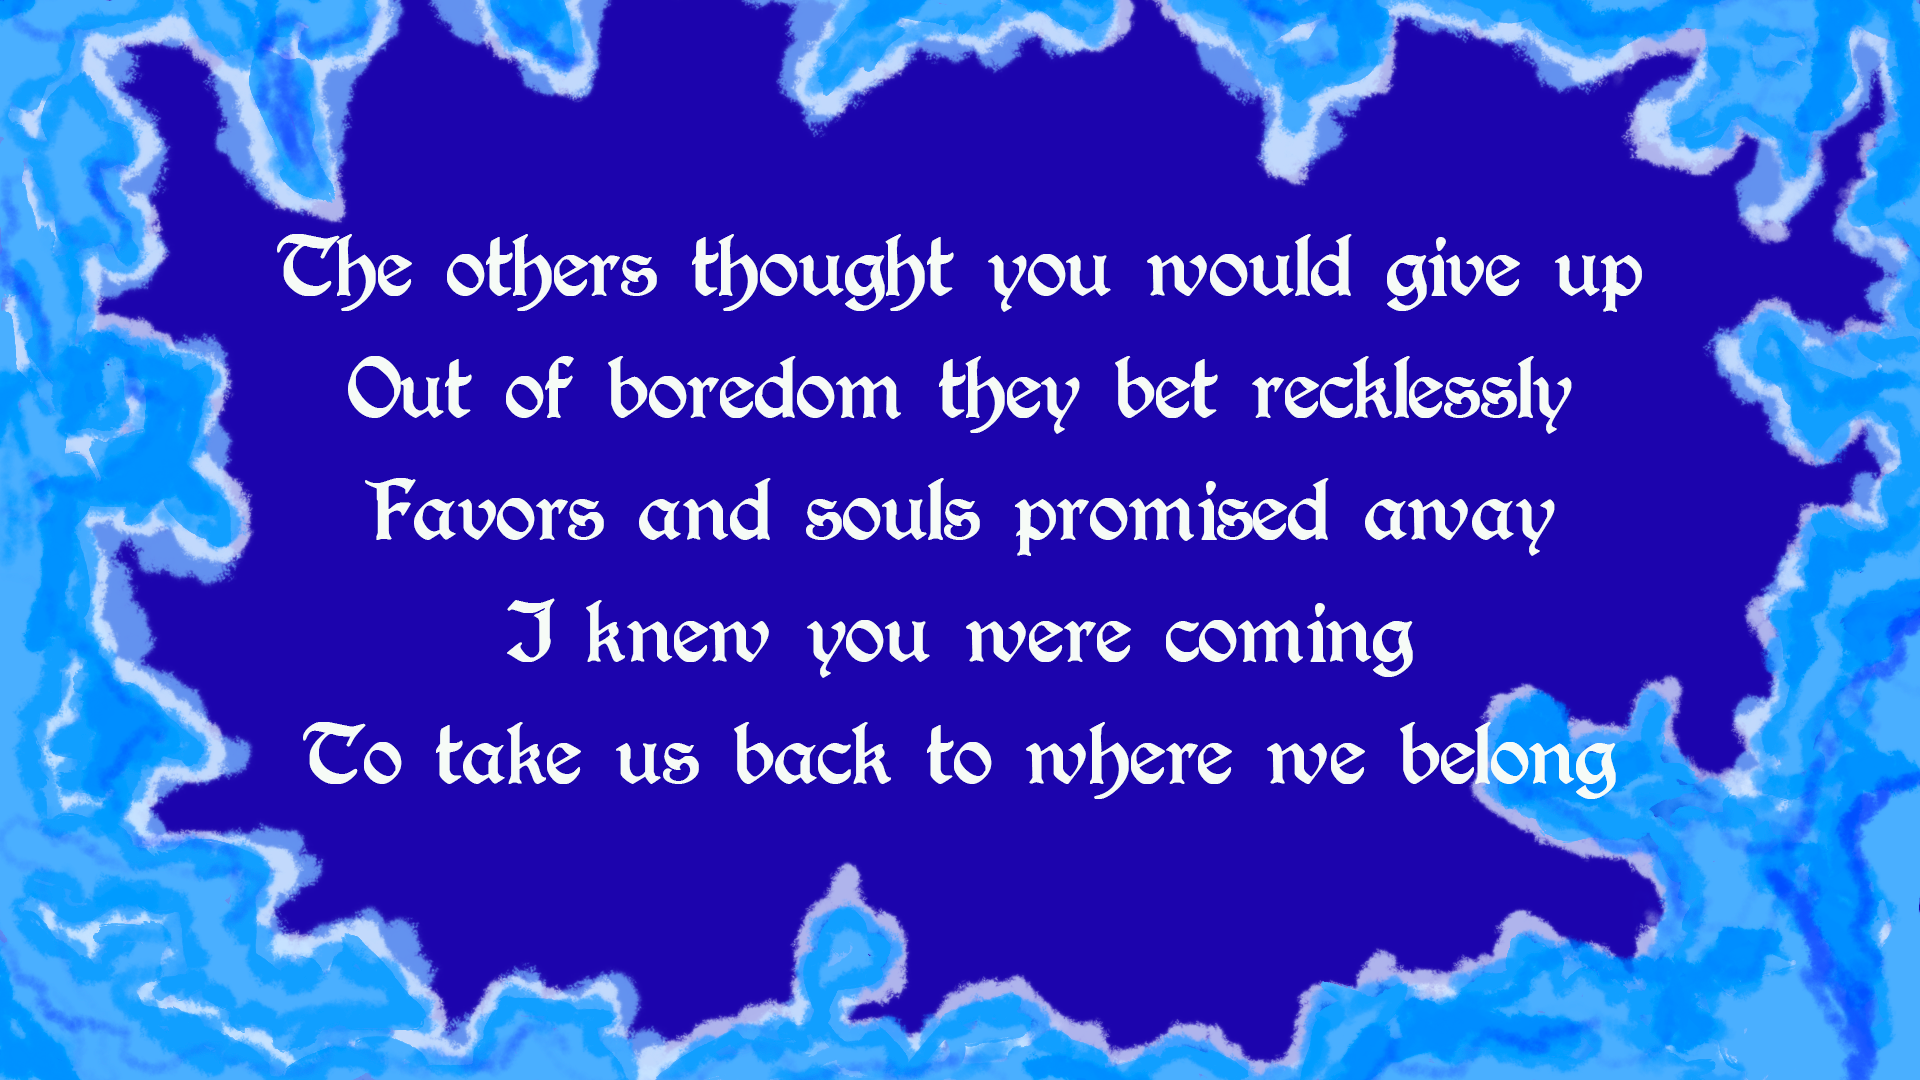 The others thought you would give up
Out of boredom they bet recklessly
Favors and souls promised away
I knew you were coming
To take us back to where we belong